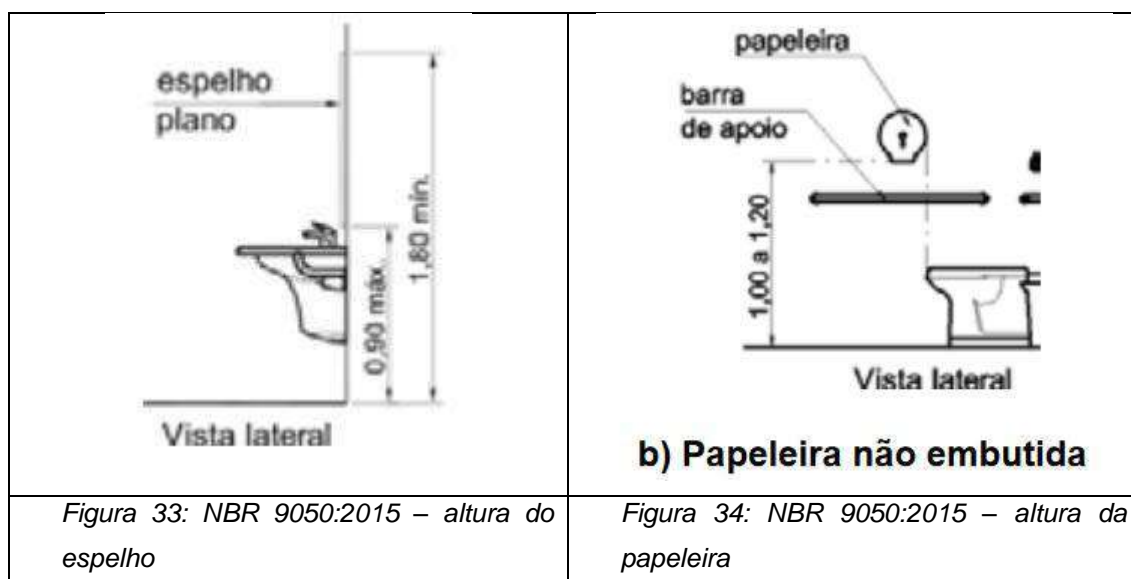 espelho
plano
0,90 máx.
1,80 mín.
Vista lateral
papeleira
barra
de apoio
1,00 a 1,20
Vista lateral
b) Papeleira não embutida
Figura 33: NBR 9050:2015 – altura do
espelho
Figura 34: NBR 9050:2015 – altura da
papeleira